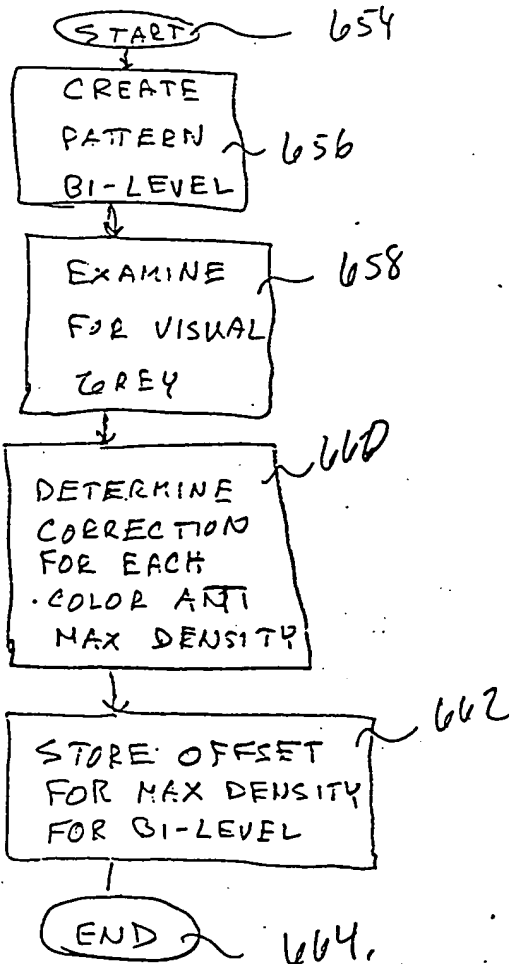 START 654
CREATE
PATTERN 656
BI-LEVEL
EXAMINE 658
FOR VISUAL
GREY
660
DETERMINE
CORRECTION
FOR EACH
COLOR
MAX DENSITY
662
STORE OFFSET
FOR MAX DENSITY
FOR BI-LEVEL
END 664.